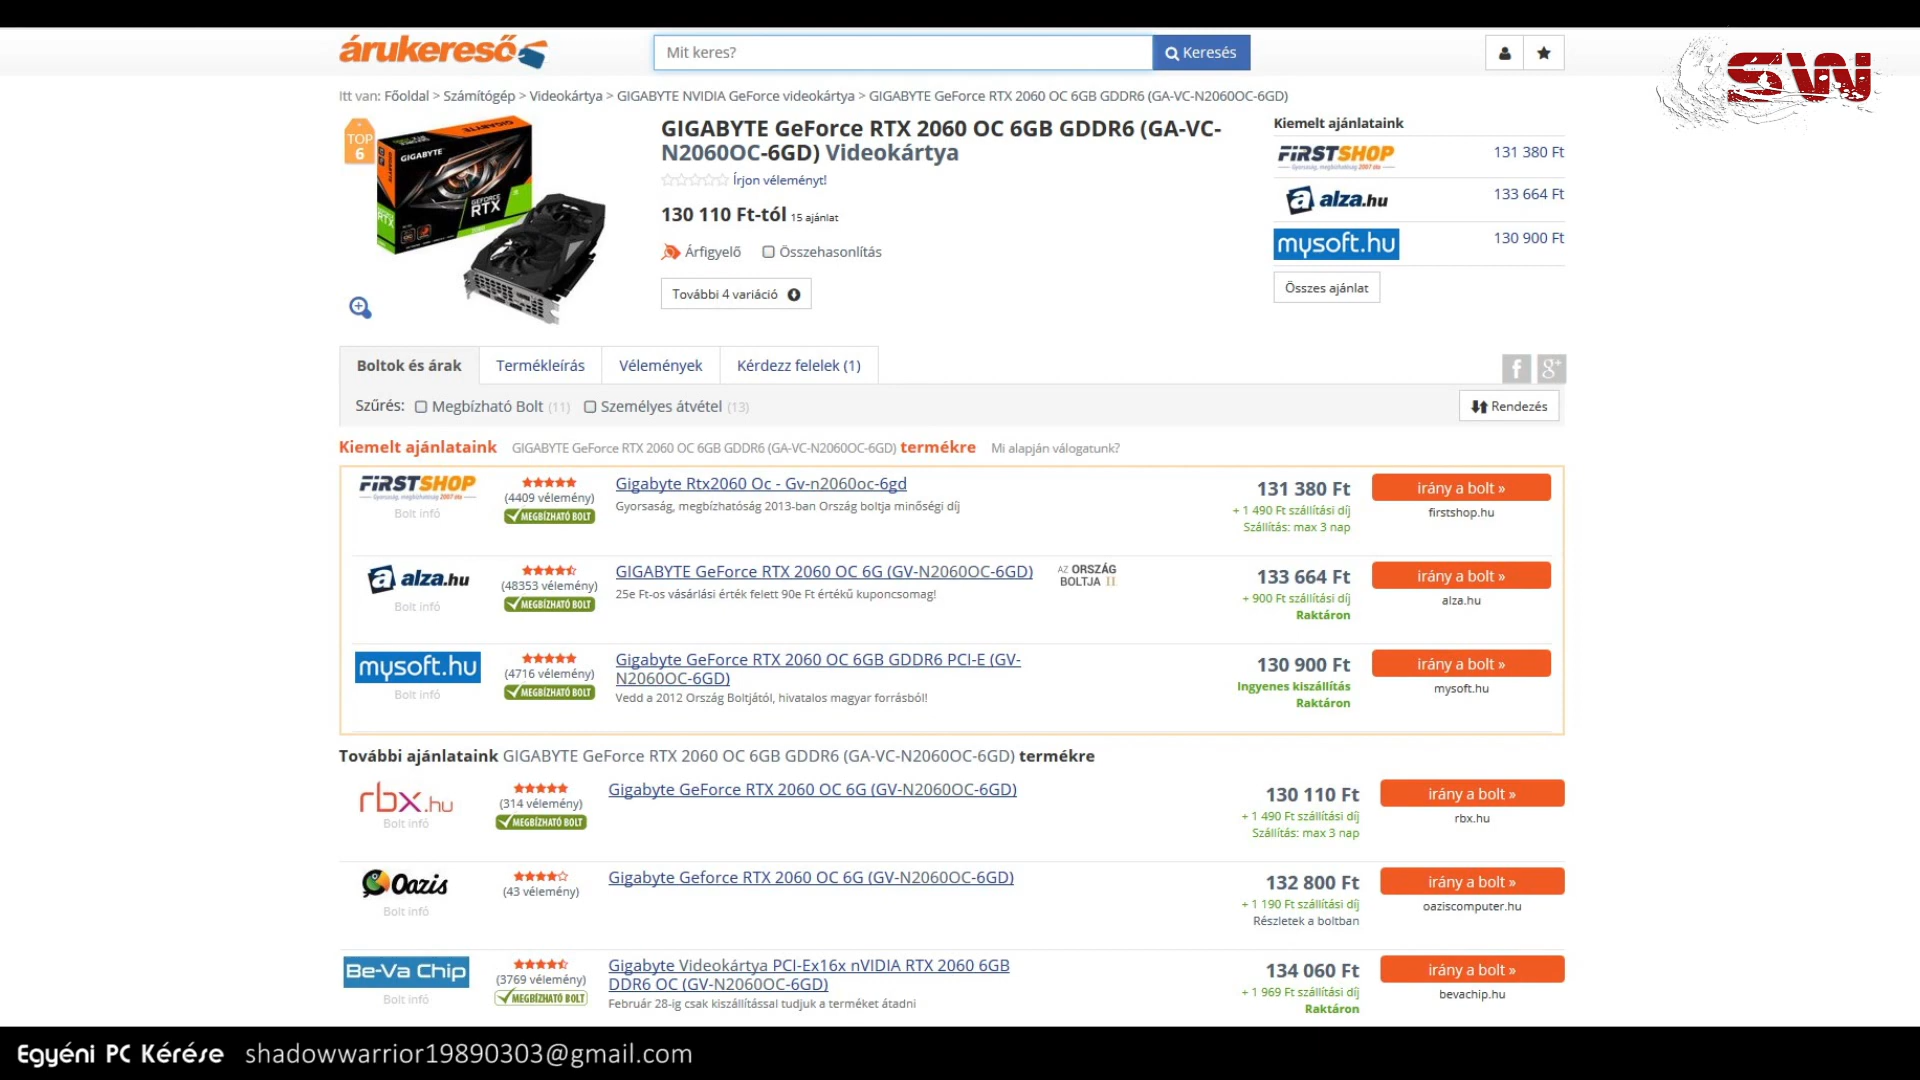 árukereső
Mit keres?
Keresés
SW
Itt van: Főoldal > Számítógép > Videokártya > GIGABYTE NVIDIA GeForce videokártya > GIGABYTE GeForce RTX 2060 OC 6GB GDDR6 (GA-VC-N2060OC-6GD)
TOP
6
GIGABYTE
GEFORCE
RTX
GIGABYTE GeForce RTX 2060 OC 6GB GDDR6 (GA-VC-
N2060OC-6GD) Videokártya
Írjon véleményt!
130 110 Ft-tól 15 ajánlat
Árfigyelő Összehasonlítás
További 4 variáció
Kiemelt ajánlataink
FIRSTSHOP 131 380 Ft
Gyorsaság, megbízhatóság 2007 óta
alza.hu 133 664 Ft
mysoft.hu 130 900 Ft
Összes ajánlat
Boltok és árak Termékleírás Vélemények Kérdezz felelek (1)
f g+
Szűrés: Megbízható Bolt (11) Személyes átvétel (13)
Rendezés
Kiemelt ajánlataink GIGABYTE GeForce RTX 2060 OC 6GB GDDR6 (GA-VC-N2060OC-6GD) termékre Mi alapján válogatunk?
FIRSTSHOP
Gyorsaság, megbízhatóság 2007 óta
Bolt infó
(4409 vélemény)
MEGBÍZHATÓ BOLT
Gigabyte Rtx2060 Oc - Gv-n2060oc-6gd
Gyorsaság, megbízhatóság 2013-ban Ország boltja minőségi díj
131 380 Ft
+ 1 490 Ft szállítási díj
Szállítás: max 3 nap
irány a bolt »
firstshop.hu
alza.hu
Bolt infó
(48353 vélemény)
MEGBÍZHATÓ BOLT
GIGABYTE GeForce RTX 2060 OC 6G (GV-N2060OC-6GD)
25e Ft-os vásárlási érték felett 90e Ft értékű kuponcsomag!
AZ ORSZÁG
BOLTJA II
133 664 Ft
+ 900 Ft szállítási díj
Raktáron
irány a bolt »
alza.hu
mysoft.hu
Bolt infó
(4716 vélemény)
MEGBÍZHATÓ BOLT
Gigabyte GeForce RTX 2060 OC 6GB GDDR6 PCI-E (GV-
N2060OC-6GD)
Vedd a 2012 Ország Boltjától, hivatalos magyar forrásból!
130 900 Ft
Ingyenes kiszállítás
Raktáron
irány a bolt »
mysoft.hu
További ajánlataink GIGABYTE GeForce RTX 2060 OC 6GB GDDR6 (GA-VC-N2060OC-6GD) termékre
rbx.hu
Bolt infó
(314 vélemény)
MEGBÍZHATÓ BOLT
Gigabyte GeForce RTX 2060 OC 6G (GV-N2060OC-6GD)
130 110 Ft
+ 1 490 Ft szállítási díj
Szállítás: max 3 nap
irány a bolt »
rbx.hu
Oazis
Bolt infó
(43 vélemény)
Gigabyte Geforce RTX 2060 OC 6G (GV-N2060OC-6GD)
132 800 Ft
+ 1 190 Ft szállítási díj
Részletek a boltban
irány a bolt »
oaziscomputer.hu
Be-Va Chip
Bolt infó
(3769 vélemény)
MEGBÍZHATÓ BOLT
Gigabyte Videokártya PCI-Ex16x nVIDIA RTX 2060 6GB
DDR6 OC (GV-N2060OC-6GD)
Február 28-ig csak kiszállítással tudjuk a terméket átadni
134 060 Ft
+ 1 969 Ft szállítási díj
Raktáron
irány a bolt »
bevachip.hu
Egyéni PC Kérése shadowwarrior19890303@gmail.com